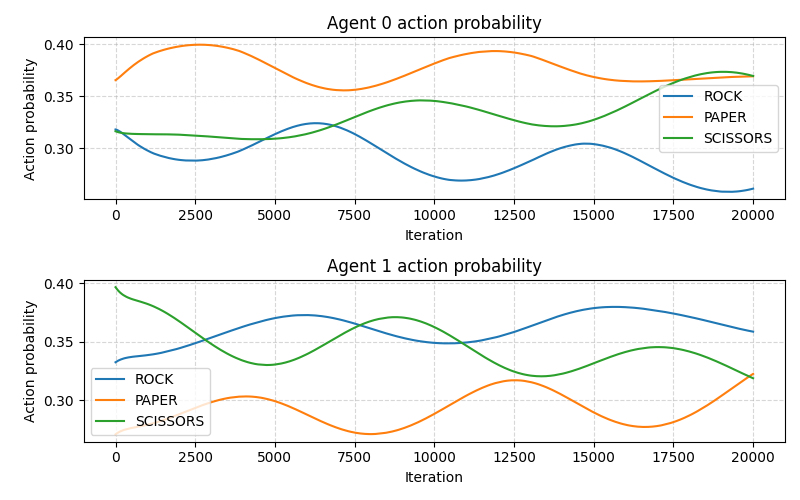 Agent 0 action probability
0.40
0.35
0.30
Action probability
ROCK
PAPER
SCISSORS
0 2500 5000 7500 10000 12500 15000 17500 20000
Iteration
Agent 1 action probability
0.40
0.35
0.30
Action probability
ROCK
PAPER
SCISSORS
0 2500 5000 7500 10000 12500 15000 17500 20000
Iteration